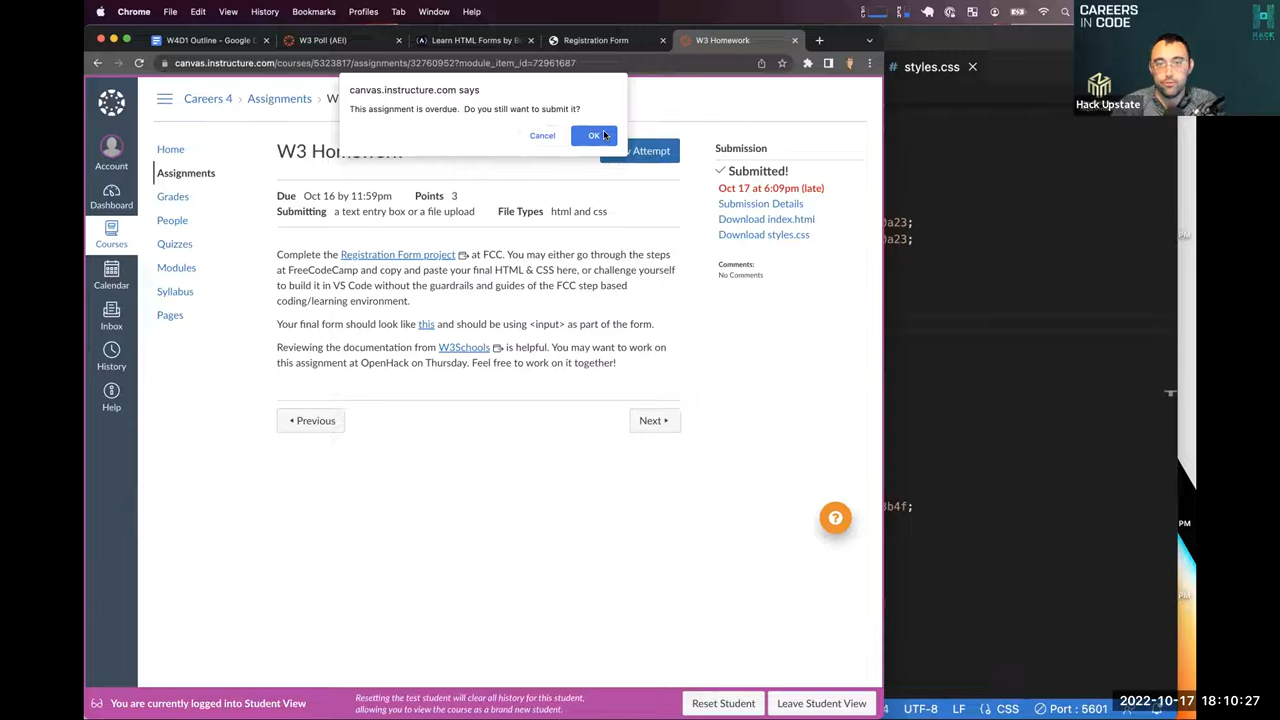 Chrome File Edit View History Bookmarks Profiles Tab Window Help
W4D1 Outline - Google
W3 Poll (AEI)
Learn HTML Forms by B
Registration Form
W3 Homework
canvas.instructure.com/courses/5323817/assignments/32760952?module_item_id=72961687
canvas.instructure.com says
This assignment is overdue. Do you still want to submit it?
Cancel
OK
Careers 4
Assignments
W3 Homework
Attempt
Account
Dashboard
Courses
Calendar
Inbox
History
Help
Home
Assignments
Grades
People
Quizzes
Modules
Syllabus
Pages
Due Oct 16 by 11:59pm Points 3
Submitting a text entry box or a file upload File Types html and css
Complete the Registration Form project at FCC. You may either go through the steps
at FreeCodeCamp and copy and paste your final HTML & CSS here, or challenge yourself
to build it in VS Code without the guardrails and guides of the FCC step based
coding/learning environment.
Your final form should look like this and should be using <input> as part of the form.
Reviewing the documentation from W3Schools is helpful. You may want to work on
this assignment at OpenHack on Thursday. Feel free to work on it together!
Previous
Next
Submission
Submitted!
Oct 17 at 6:09pm (late)
Submission Details
Download index.html
Download styles.css
Comments:
No Comments
You are currently logged into Student View
Resetting the test student will clear all history for this student,
allowing you to view the course as a brand new student.
Reset Student
Leave Student View
# styles.css
0a23;
0a23;
3b4f;
PM
PM
PM
UTF-8 LF {} CSS Port : 5601
CAREERS
IN CODE
HACK
UPSTATE
Hack Upstate
2022-10-17 18:10:27